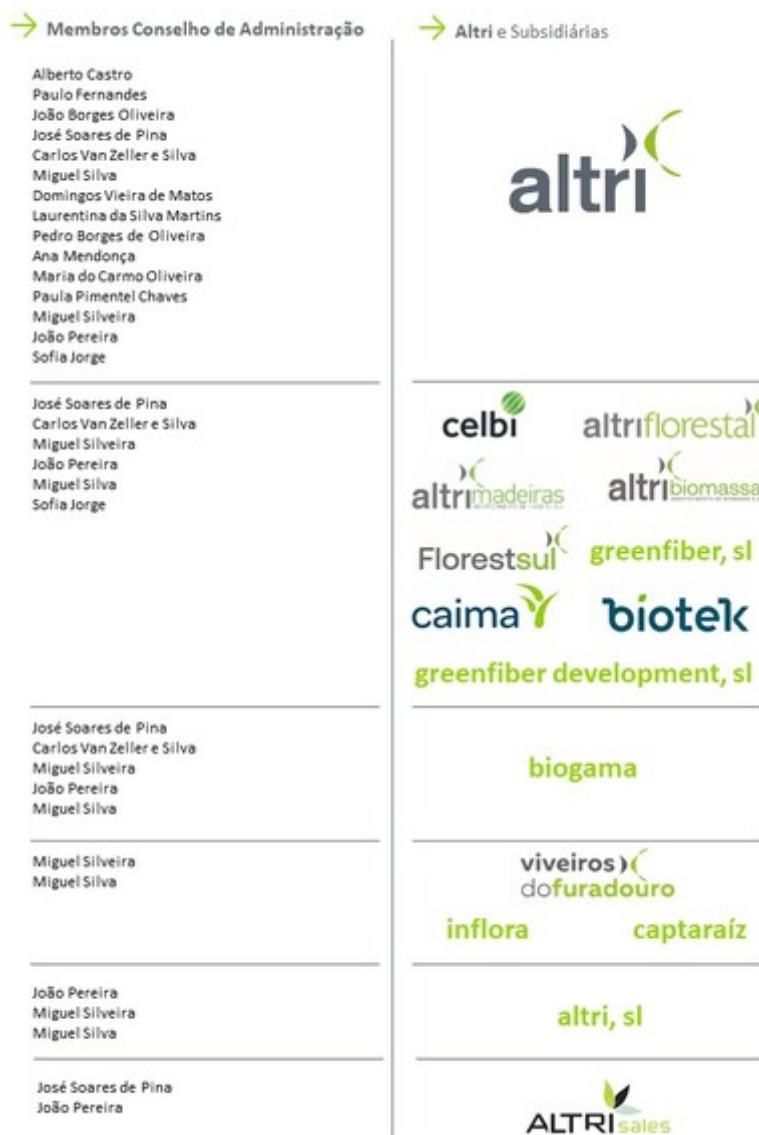 Membros Conselho de Administração
Altri e Subsidiárias
Alberto Castro
Paulo Fernandes
João Borges Oliveira
José Soares de Pina
Carlos Van Zeller e Silva
Miguel Silva
Domingos Vieira de Matos
Laurentina da Silva Martins
Pedro Borges de Oliveira
Ana Mendonça
Maria do Carmo Oliveira
Paula Pimentel Chaves
Miguel Silveira
João Pereira
Sofia Jorge
altri
José Soares de Pina
Carlos Van Zeller e Silva
Miguel Silveira
João Pereira
Miguel Silva
Sofia Jorge
celbi
altriflorestal
altrimadeiras
altribiomassa
Florestsul
greenfiber, sl
caima
biotek
greenfiber development, sl
José Soares de Pina
Carlos Van Zeller e Silva
Miguel Silveira
João Pereira
Miguel Silva
biogama
Miguel Silveira
Miguel Silva
viveiros
dofuradouro
inflora
captaraíz
João Pereira
Miguel Silveira
Miguel Silva
altri, sl
José Soares de Pina
João Pereira
ALTRI sales